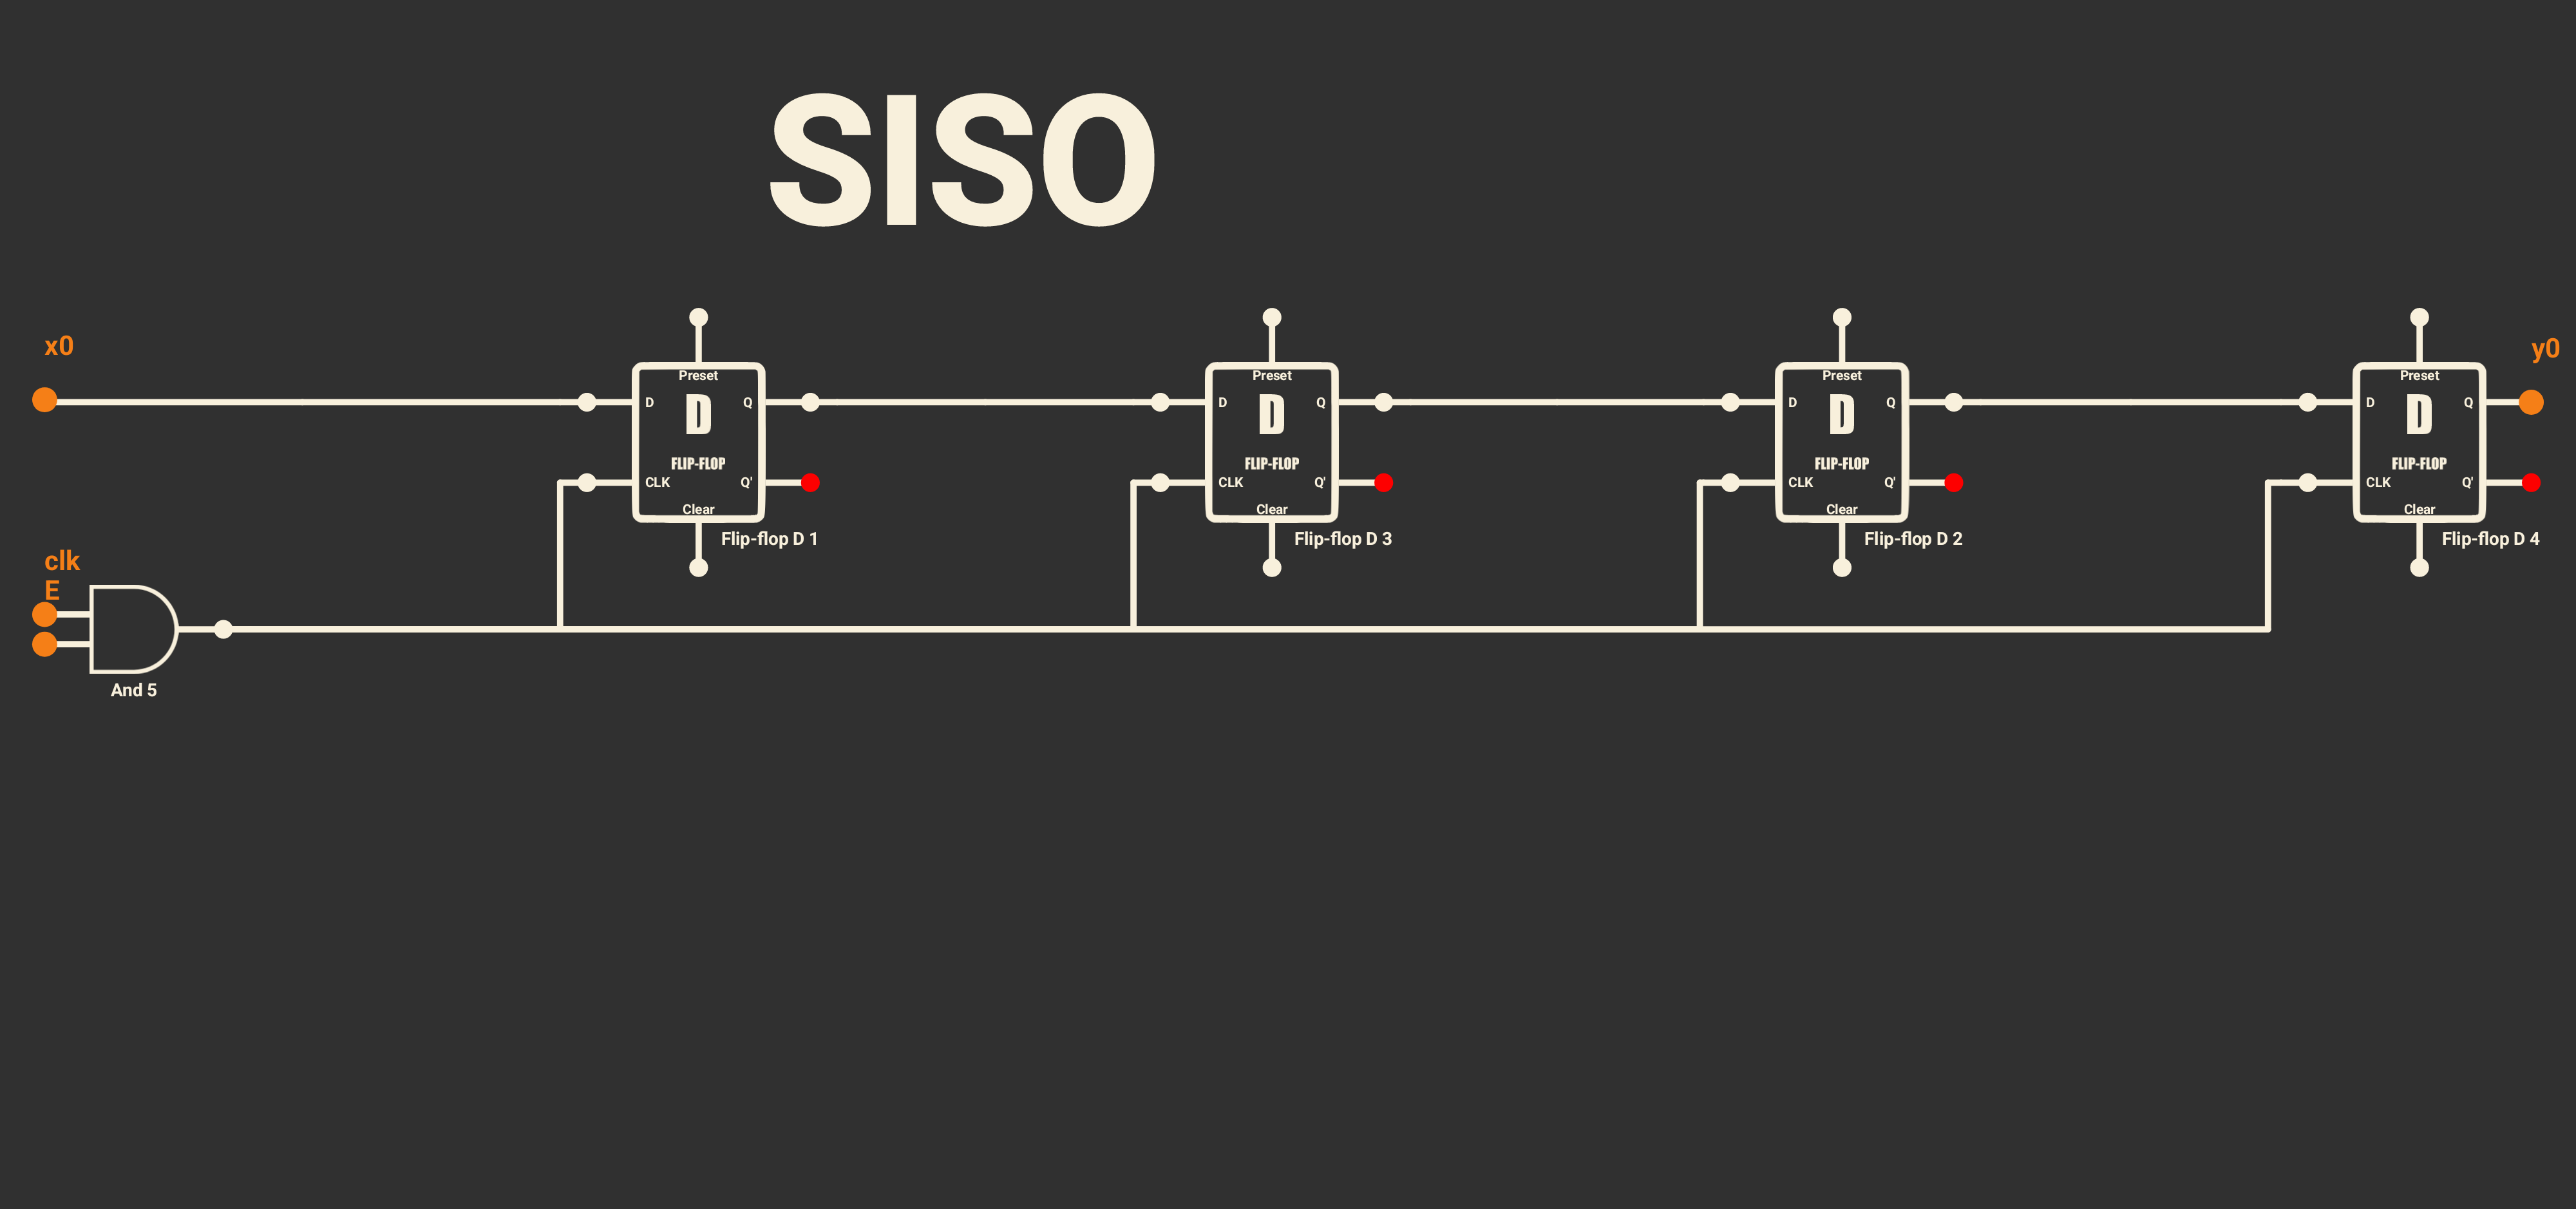 SISO
x0
y0
Preset
D
Q
D
FLIP-FLOP
CLK
Q'
Clear
Flip-flop D 1
Preset
D
Q
D
FLIP-FLOP
CLK
Q'
Clear
Flip-flop D 3
Preset
D
Q
D
FLIP-FLOP
CLK
Q'
Clear
Flip-flop D 2
Preset
D
Q
D
FLIP-FLOP
CLK
Q'
Clear
Flip-flop D 4
clk
E
And 5